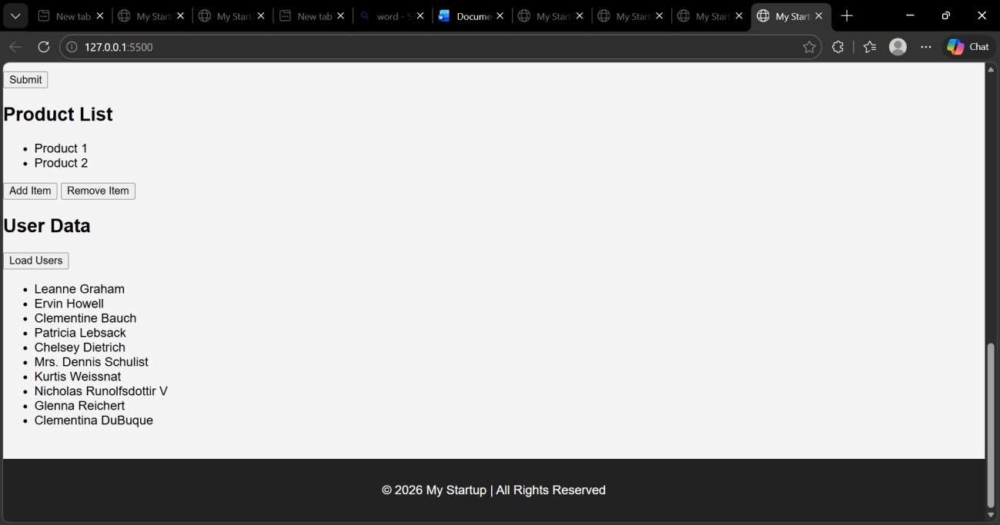 New tab My Start My Start New tab word - S Docume My Start My Start My Start My Start
127.0.0.1:5500 Chat
Submit
Product List
Product 1
Product 2
Add Item Remove Item
User Data
Load Users
Leanne Graham
Ervin Howell
Clementine Bauch
Patricia Lebsack
Chelsey Dietrich
Mrs. Dennis Schulist
Kurtis Weissnat
Nicholas Runolfsdottir V
Glenna Reichert
Clementina DuBuque
© 2026 My Startup | All Rights Reserved